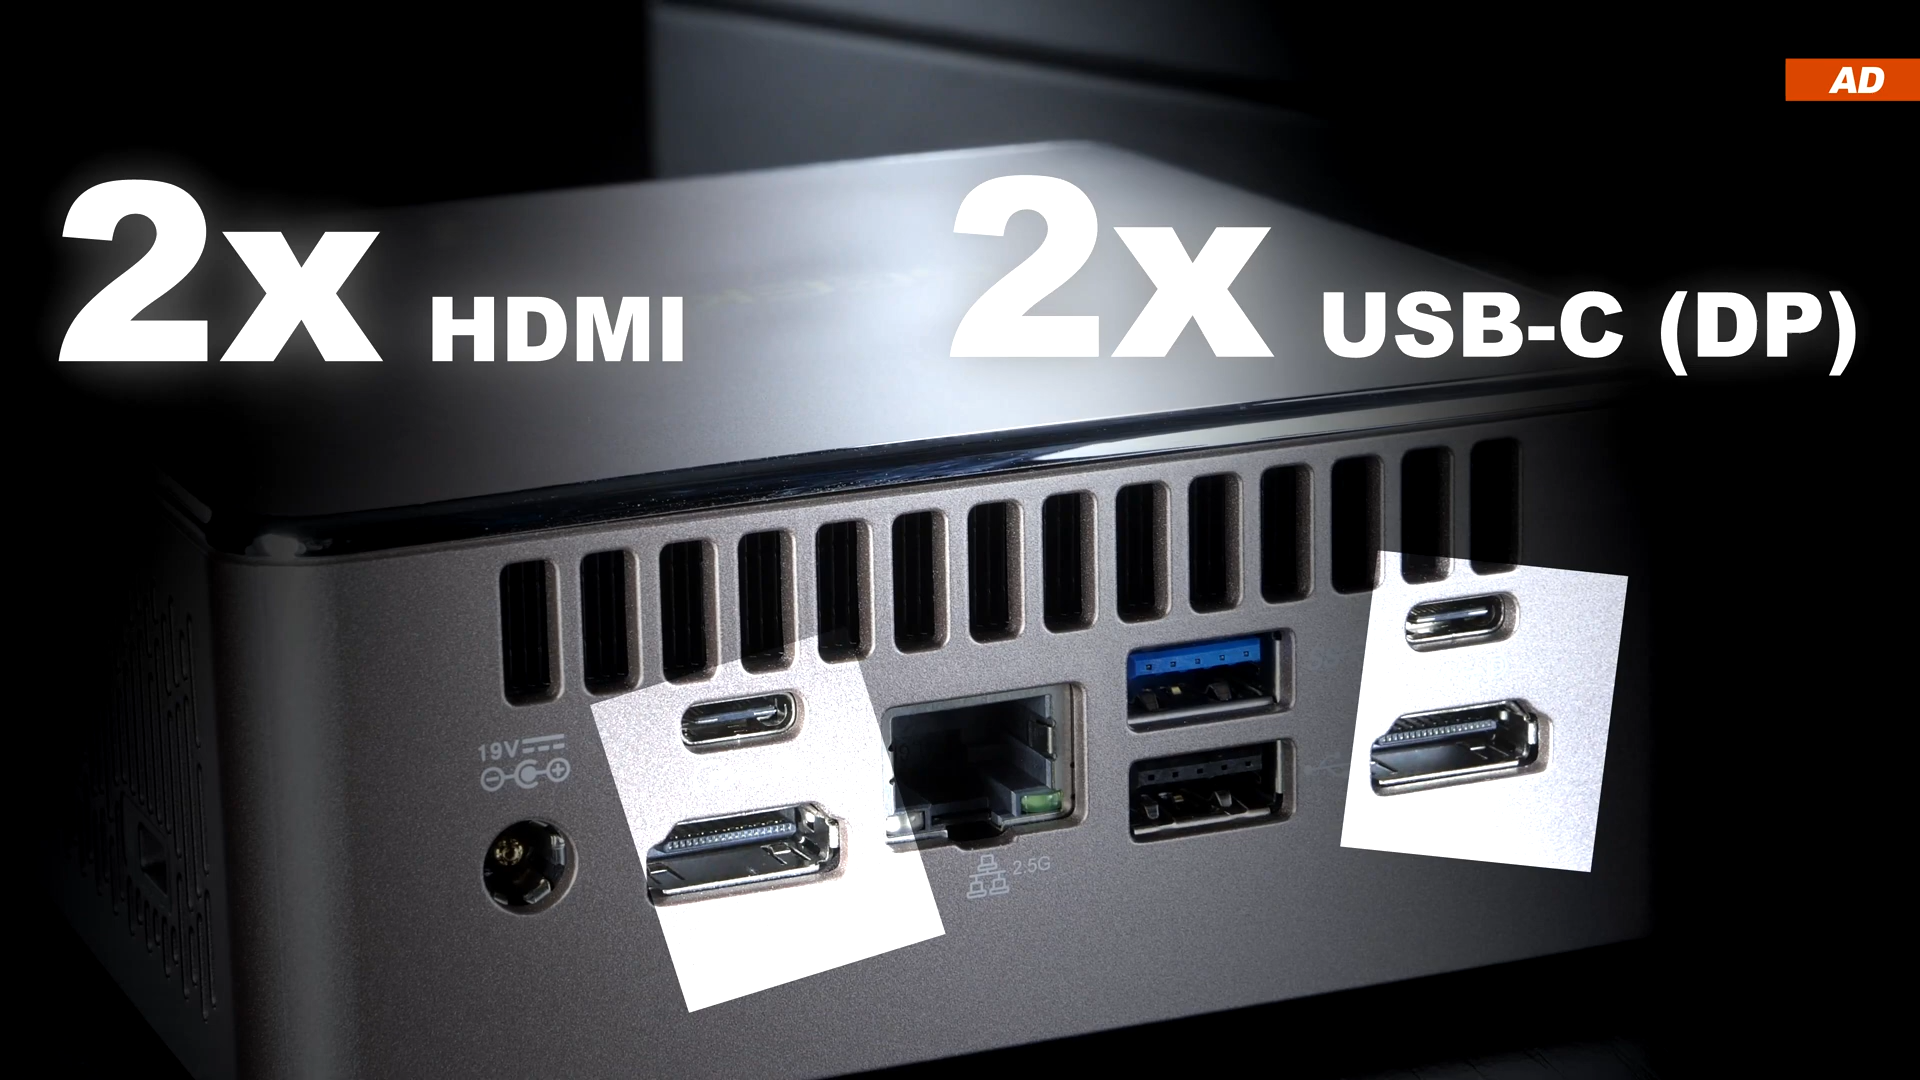 AD
2x HDMI
2x USB-C (DP)
19V
2.5G